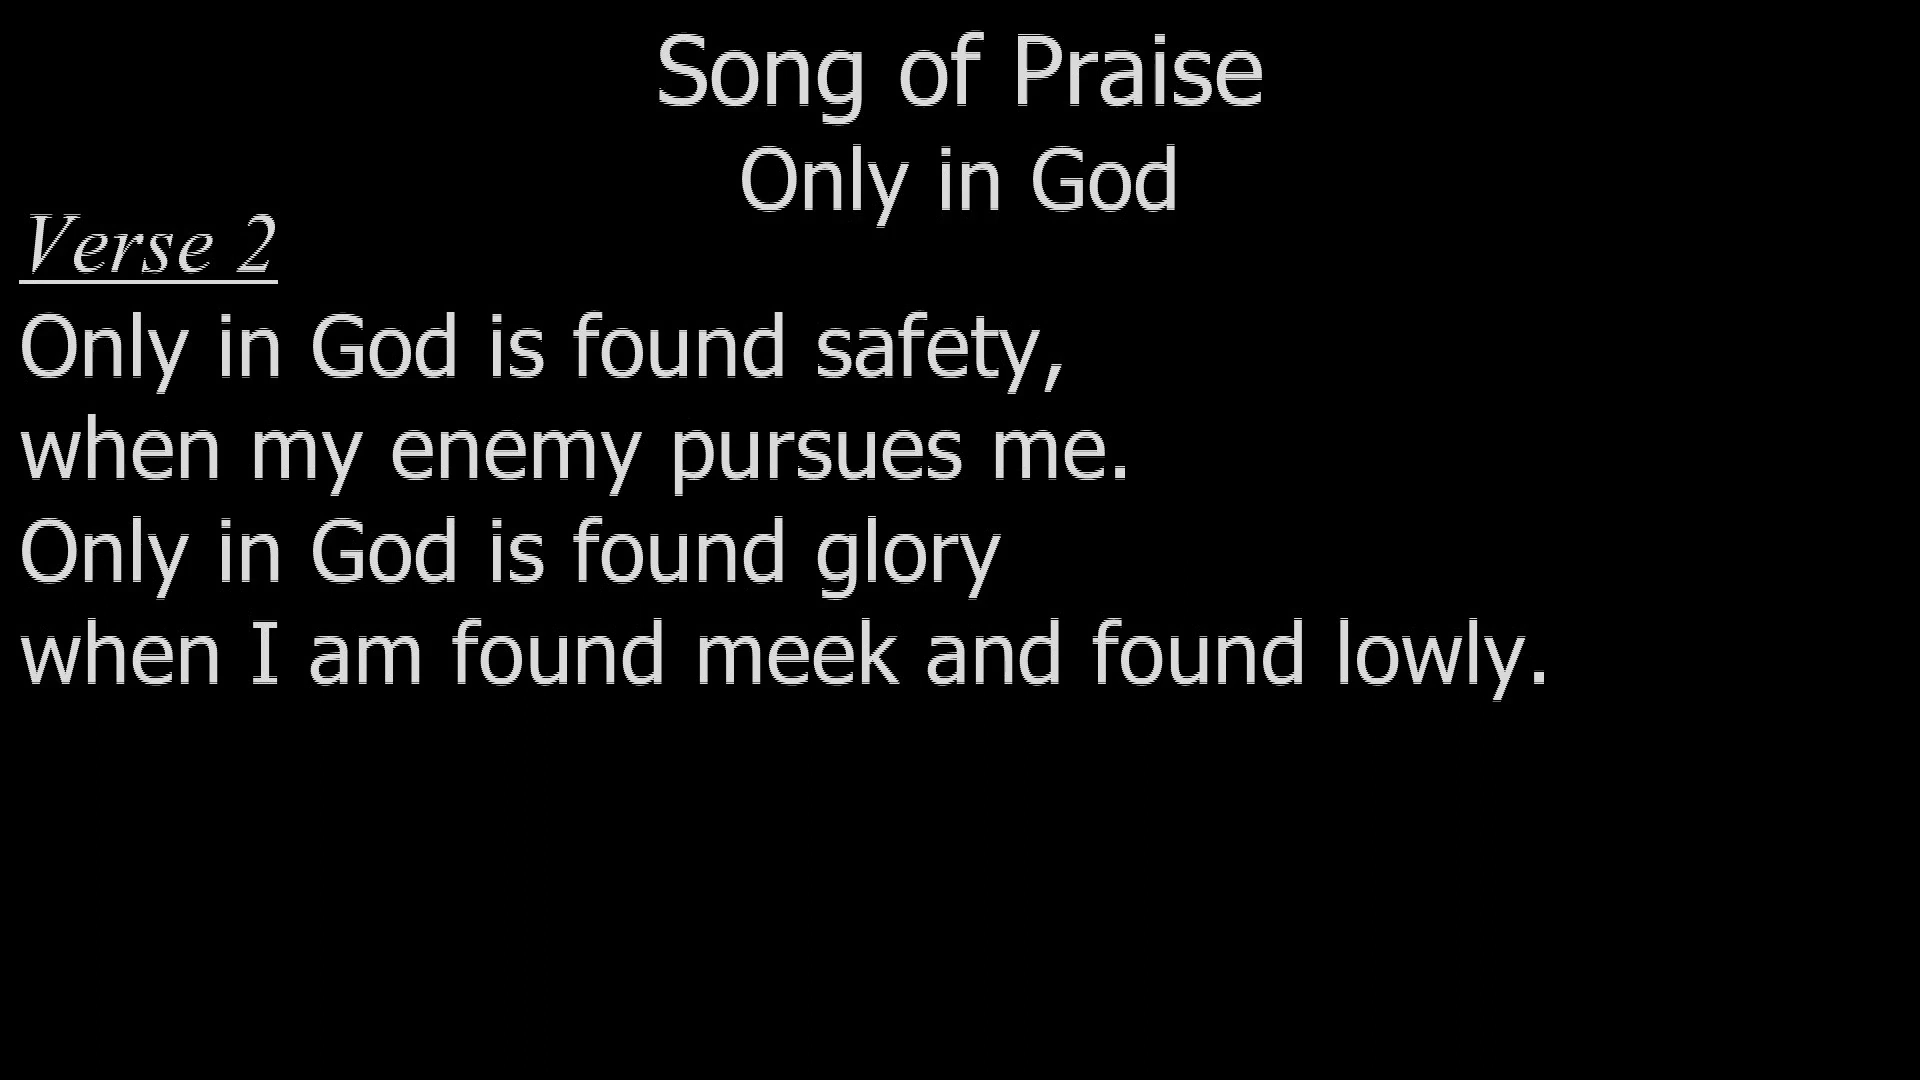 Song of Praise
Only in God
Verse 2
Only in God is found safety,
when my enemy pursues me.
Only in God is found glory
when I am found meek and found lowly.